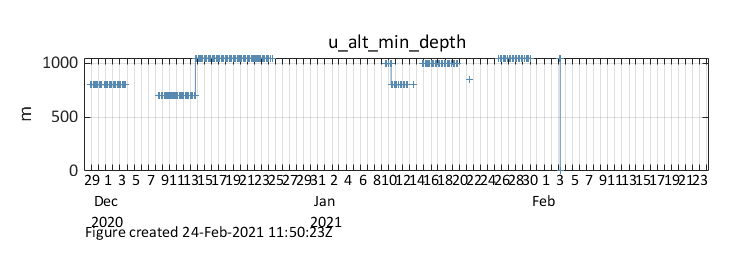 u_alt_min_depth
1000
500
0
m
29 1 3 5 7 9 11 13 15 17 19 21 23 25 27 29 31 2 4 6 8 10 12 14 16 18 20 22 24 26 28 30 1 3 5 7 9 11 13 15 17 19 21 23
Dec Jan Feb
2020 2021
Figure created 24-Feb-2021 11:50:23Z